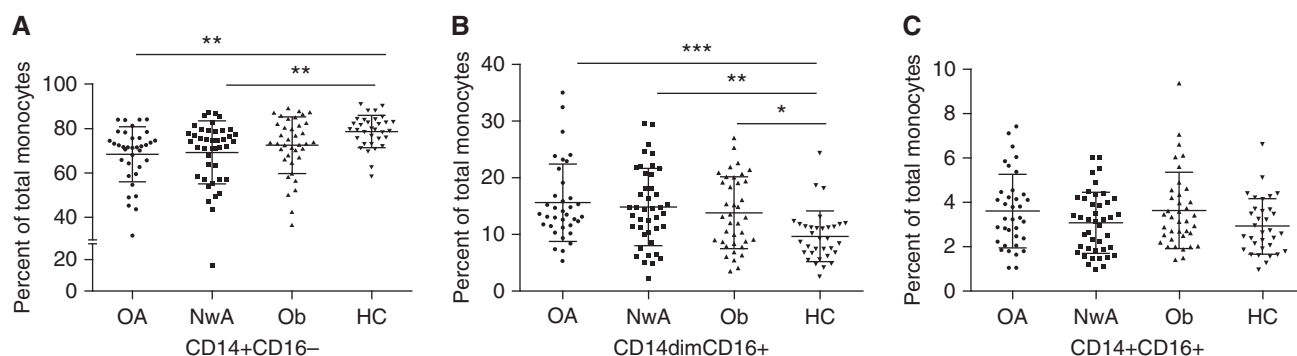 A
**
**
Percent of total monocytes
100
80
60
40
20
0
OA NwA Ob HC
CD14+CD16–
B
***
**
*
Percent of total monocytes
40
30
20
10
0
OA NwA Ob HC
CD14dimCD16+
C
Percent of total monocytes
10
8
6
4
2
0
OA NwA Ob HC
CD14+CD16+